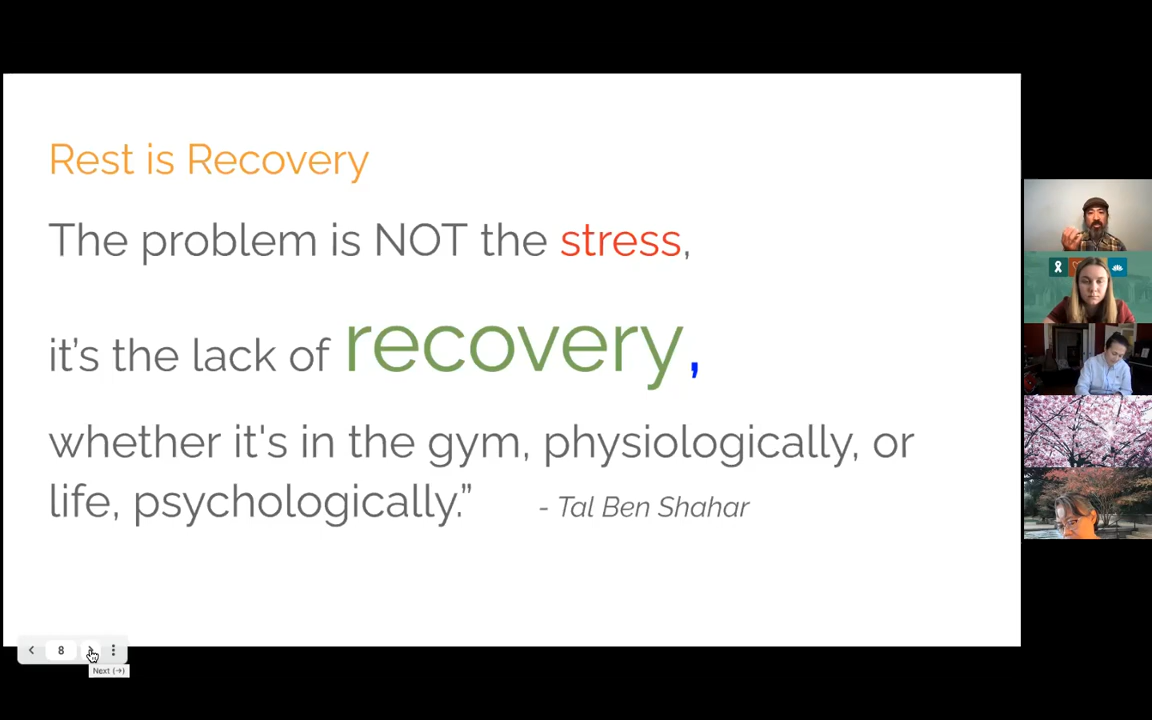 Rest is Recovery
The problem is NOT the stress,
it’s the lack of recovery,
whether it's in the gym, physiologically, or
life, psychologically.” - Tal Ben Shahar
8
Next (→)